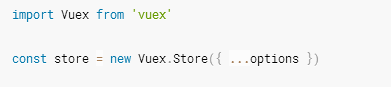 import Vuex from 'vuex'
const store = new Vuex.Store({ ...options })